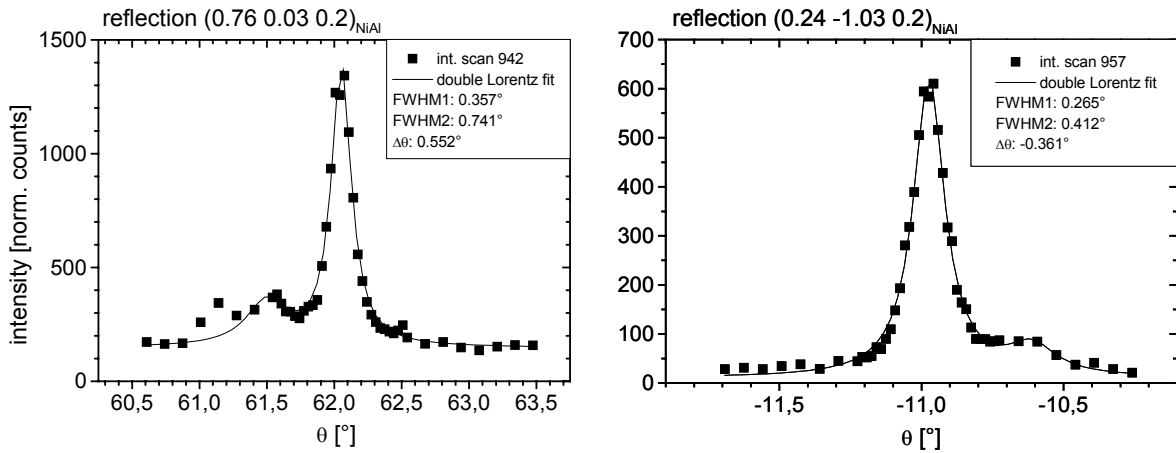 reflection (0.76 0.03 0.2)NiAl
1500
1000
500
0
intensity [norm. counts]
int. scan 942
double Lorentz fit
FWHM1: 0.357°
FWHM2: 0.741°
Δθ: 0.552°
60,5 61,0 61,5 62,0 62,5 63,0 63,5
θ [°]
reflection (0.24 -1.03 0.2)NiAl
700
600
500
400
300
200
100
0
int. scan 957
double Lorentz fit
FWHM1: 0.265°
FWHM2: 0.412°
Δθ: -0.361°
-11,5 -11,0 -10,5
θ [°]